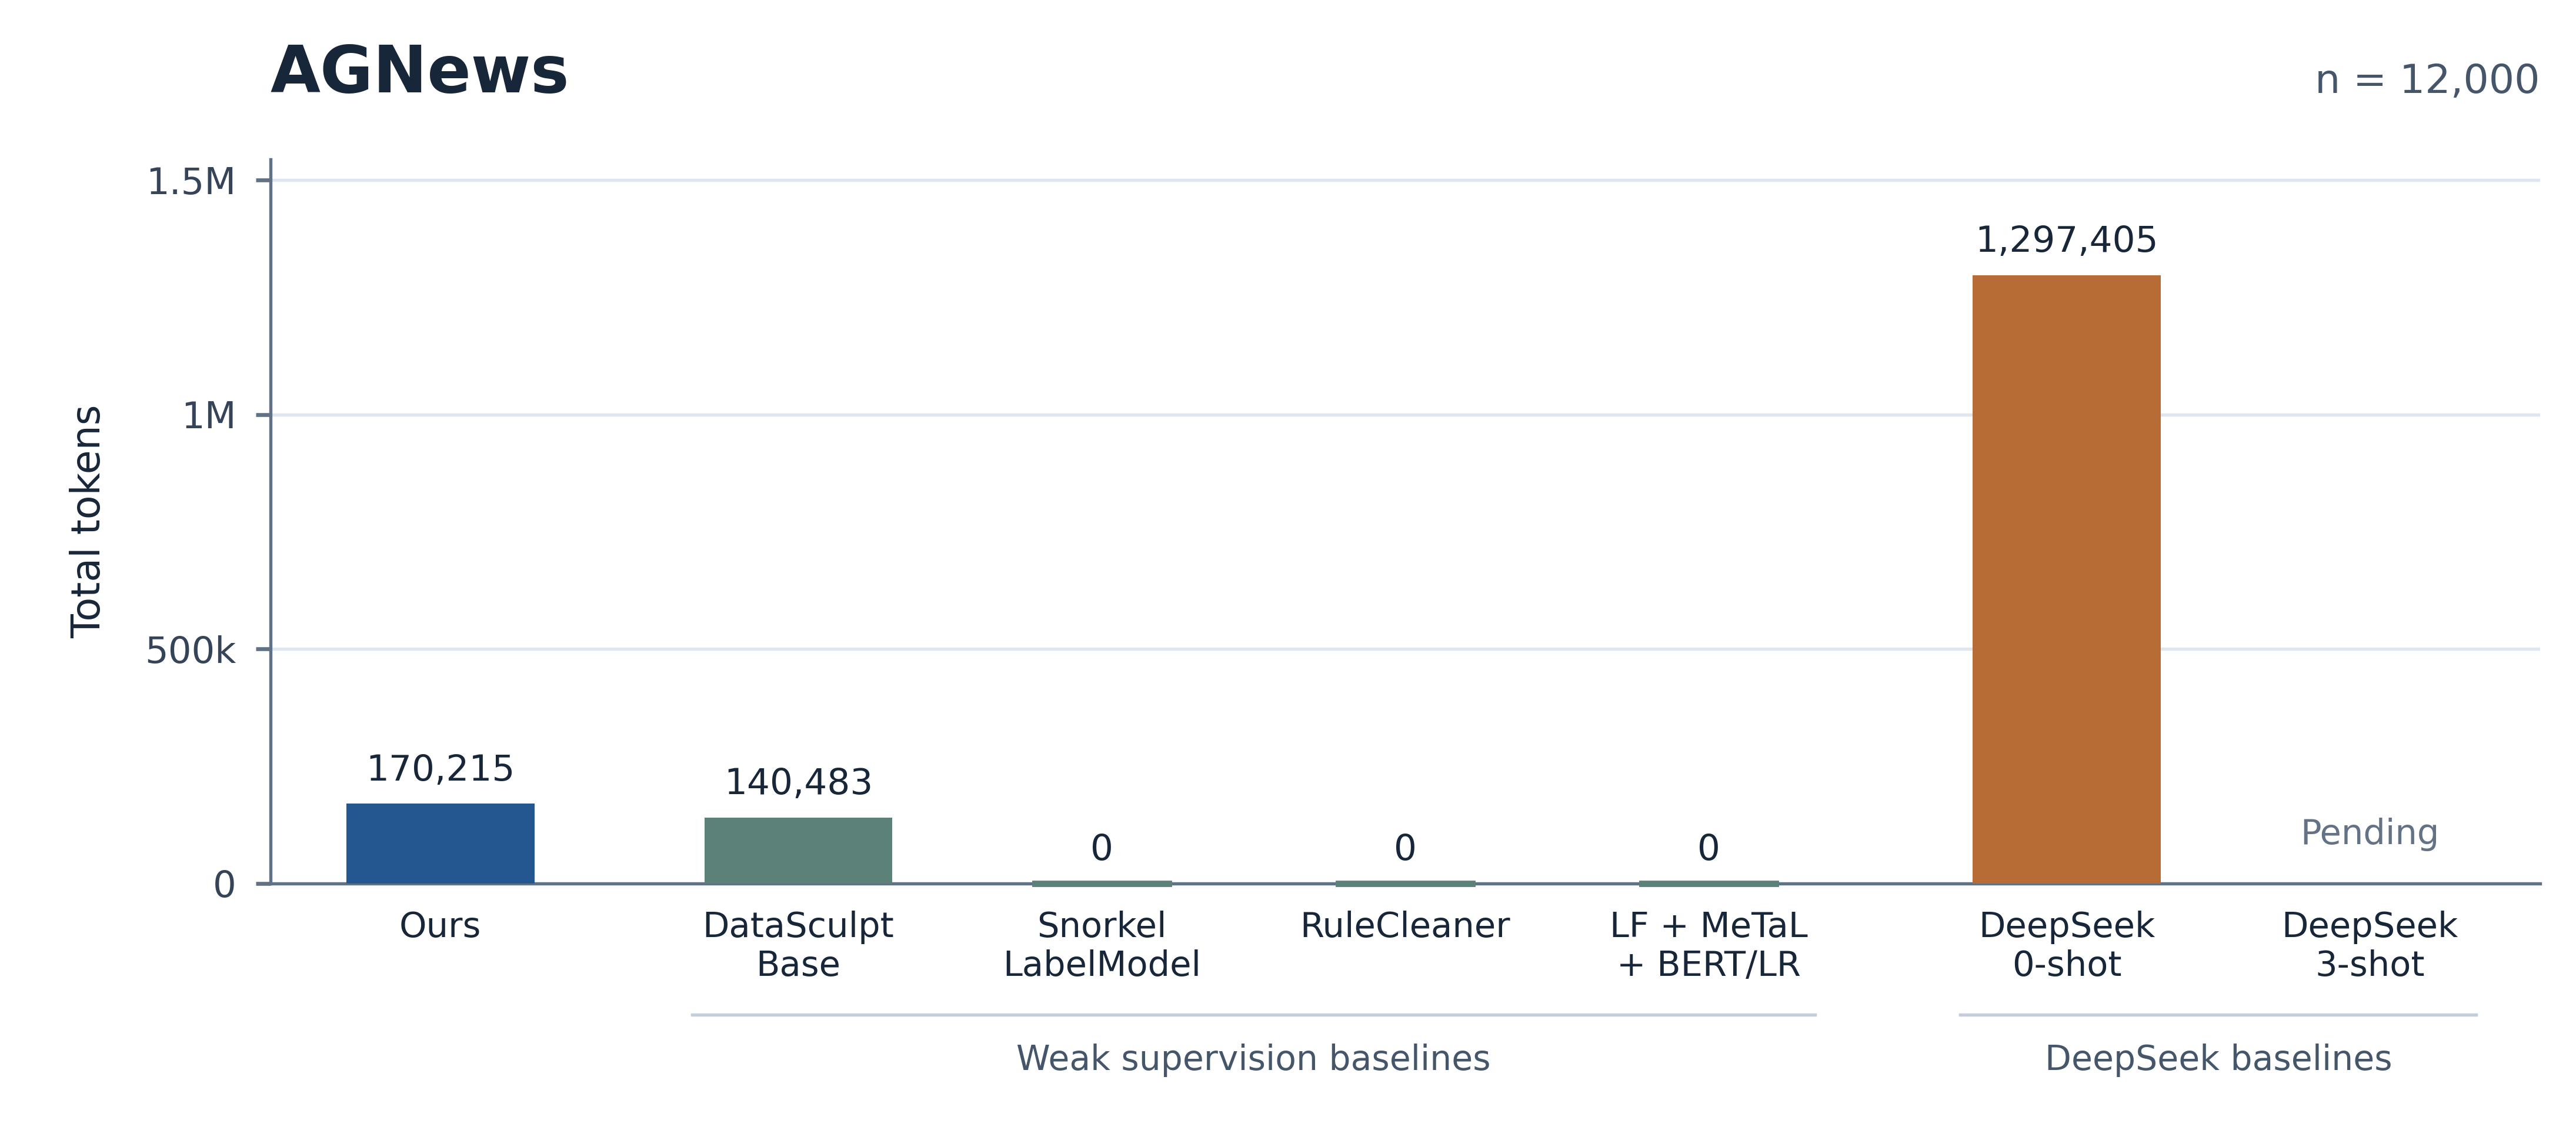 AGNews
n = 12,000
Total tokens
1.5M
1M
500k
0
1,297,405
170,215
140,483
0
0
0
Pending
Ours
DataSculpt
Base
Snorkel
LabelModel
RuleCleaner
LF + MeTaL
+ BERT/LR
DeepSeek
0-shot
DeepSeek
3-shot
Weak supervision baselines
DeepSeek baselines